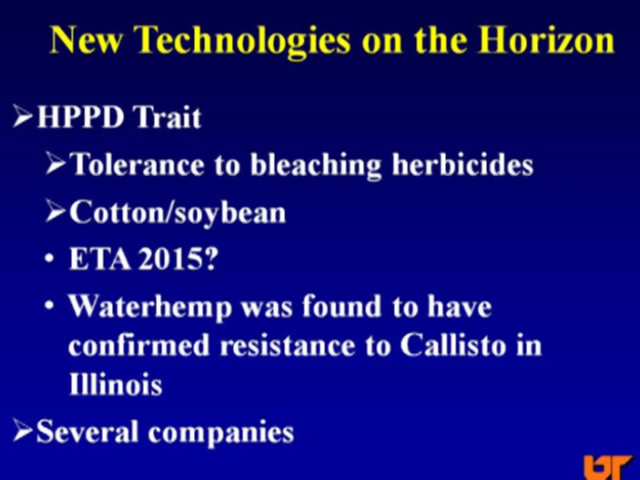 New Technologies on the Horizon
➢HPPD Trait
➢Tolerance to bleaching herbicides
➢Cotton/soybean
• ETA 2015?
• Waterhemp was found to have
confirmed resistance to Callisto in
Illinois
➢Several companies
UT